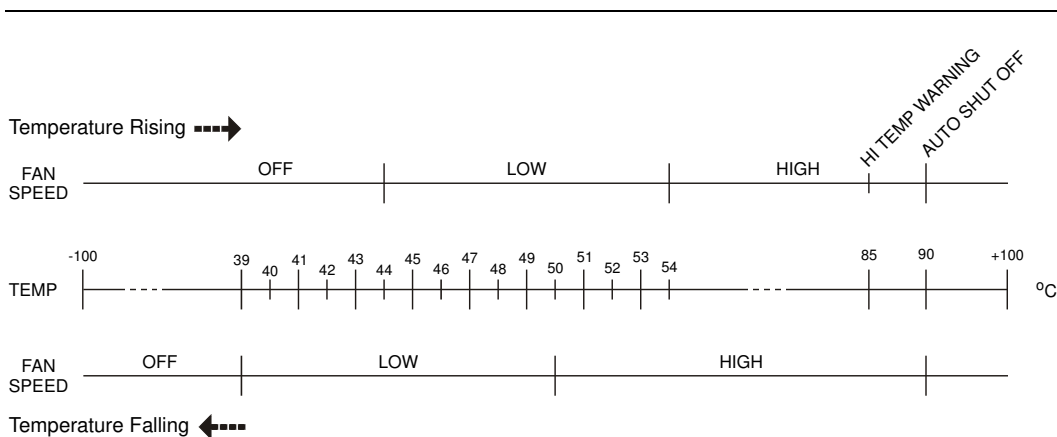 HI TEMP WARNING
AUTO SHUT OFF
Temperature Rising
FAN SPEED
OFF LOW HIGH
-100 39 40 41 42 43 44 45 46 47 48 49 50 51 52 53 54 85 90 +100
TEMP °C
FAN SPEED
OFF LOW HIGH
Temperature Falling